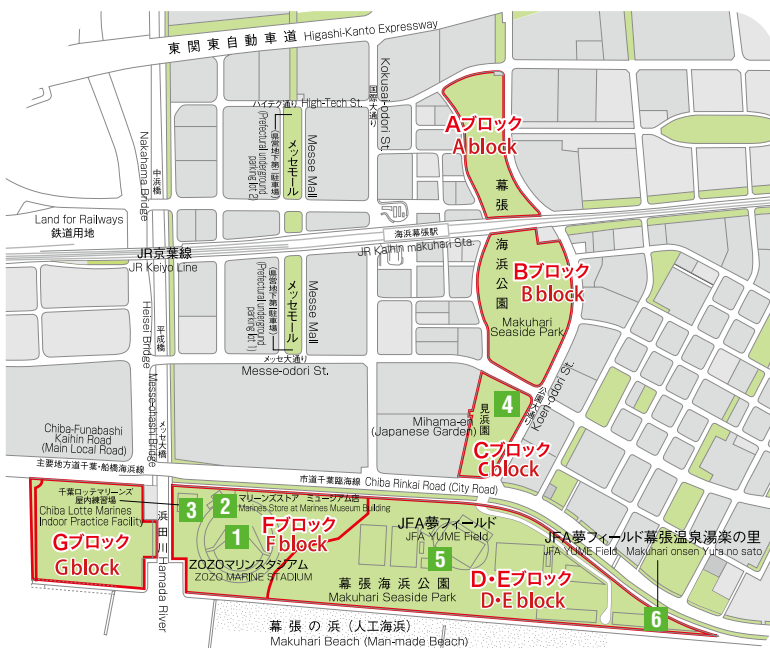 東関東自動車道 Higashi-Kanto Expressway
ハイテク通り High-Tech St.
国際大通り
Kokusai-odori St.
Aブロック
A block
幕張
海浜公園
Nakahama Bridge
中浜橋
(県営地下第二駐車場)
(Prefectural underground
parking lot 2)
メッセモール
Messe Mall
Land for Railways
鉄道用地
海浜幕張駅
JR Kaihin makuhari Sta.
JR京葉線
JR Keiyo Line
Bブロック
B block
Makuhari
Seaside Park
Heisei Bridge
平成橋
(県営地下第一駐車場)
(Prefectural underground
parking lot 1)
メッセモール
Messe Mall
メッセ大通り
Messe-odori St.
公園大通り
Koen-odori St.
4
見浜園
Mihama-en
(Japanese Garden)
Cブロック
C block
Messe-ohashi Bridge
メッセ大橋
Chiba-Funabashi
Kaihin Road
(Main Local Road)
主要地方道千葉・船橋海浜線
市道千葉臨海線 Chiba Rinkai Road (City Road)
千葉ロッテマリーンズ
屋内練習場
Chiba Lotte Marines
Indoor Practice Facility
Gブロック
G block
浜田川 Hamada River
3
2
マリーンズストア ミュージアム店
Marines Store at Marines Museum Building
1
Fブロック
F block
ZOZOマリンスタジアム
ZOZO MARINE STADIUM
JFA夢フィールド
JFA YUME Field
5
JFA夢フィールド幕張温泉湯楽の里
JFA YUME Field Makuhari onsen Yura no sato
D・Eブロック
D・E block
幕張海浜公園
Makuhari Seaside Park
6
幕張の浜(人工海浜)
Makuhari Beach (Man-made Beach)